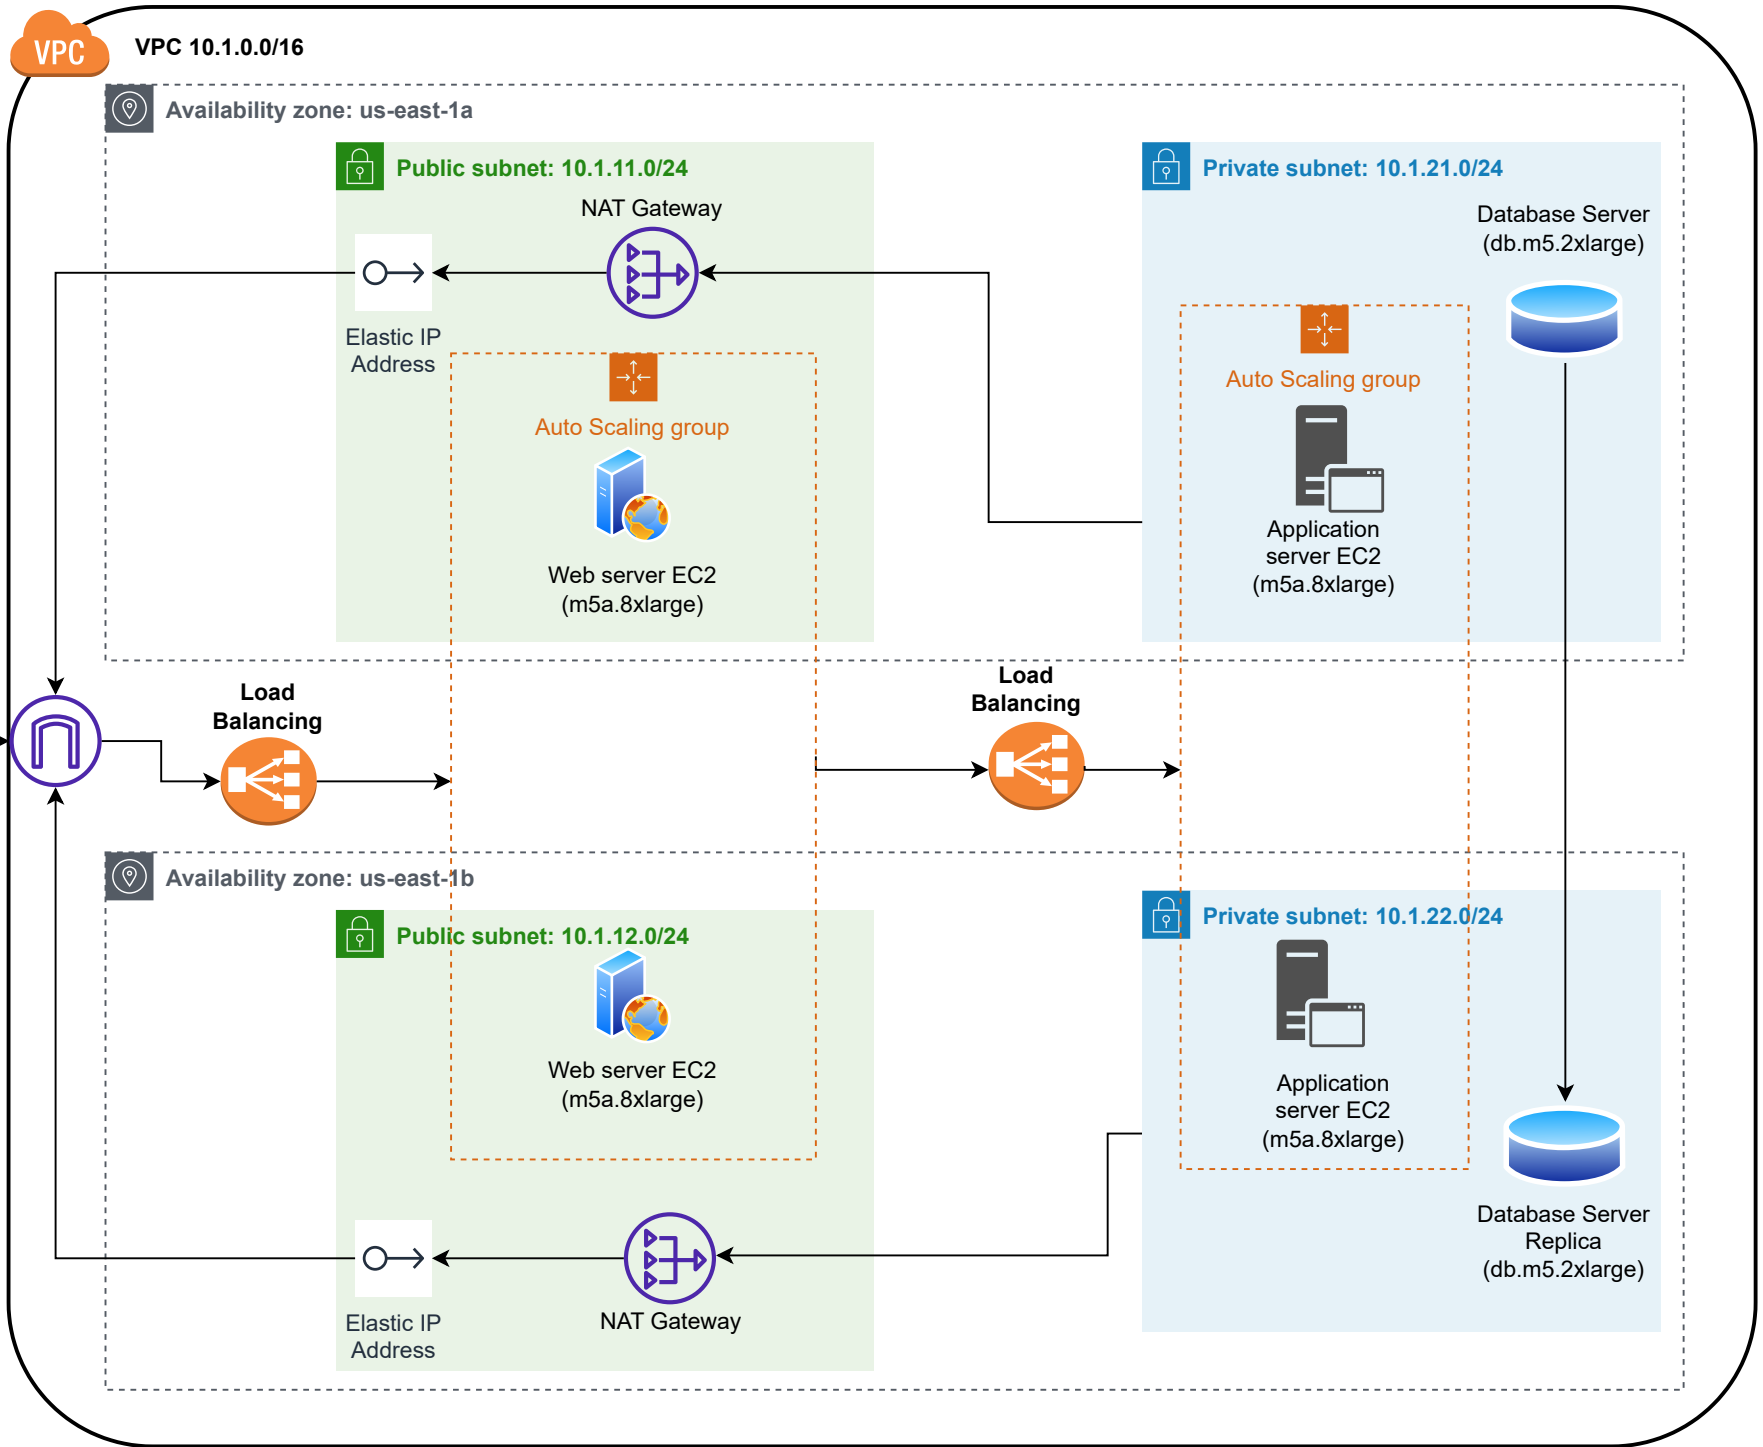 VPC
VPC 10.1.0.0/16
Availability zone: us-east-1a
Public subnet: 10.1.11.0/24
NAT Gateway
Elastic IP
Address
Auto Scaling group
Web server EC2
(m5a.8xlarge)
Private subnet: 10.1.21.0/24
Database Server
(db.m5.2xlarge)
Auto Scaling group
Application
server EC2
(m5a.8xlarge)
Load
Balancing
Load
Balancing
Availability zone: us-east-1b
Public subnet: 10.1.12.0/24
Web server EC2
(m5a.8xlarge)
Elastic IP
Address
NAT Gateway
Private subnet: 10.1.22.0/24
Application
server EC2
(m5a.8xlarge)
Database Server
Replica
(db.m5.2xlarge)